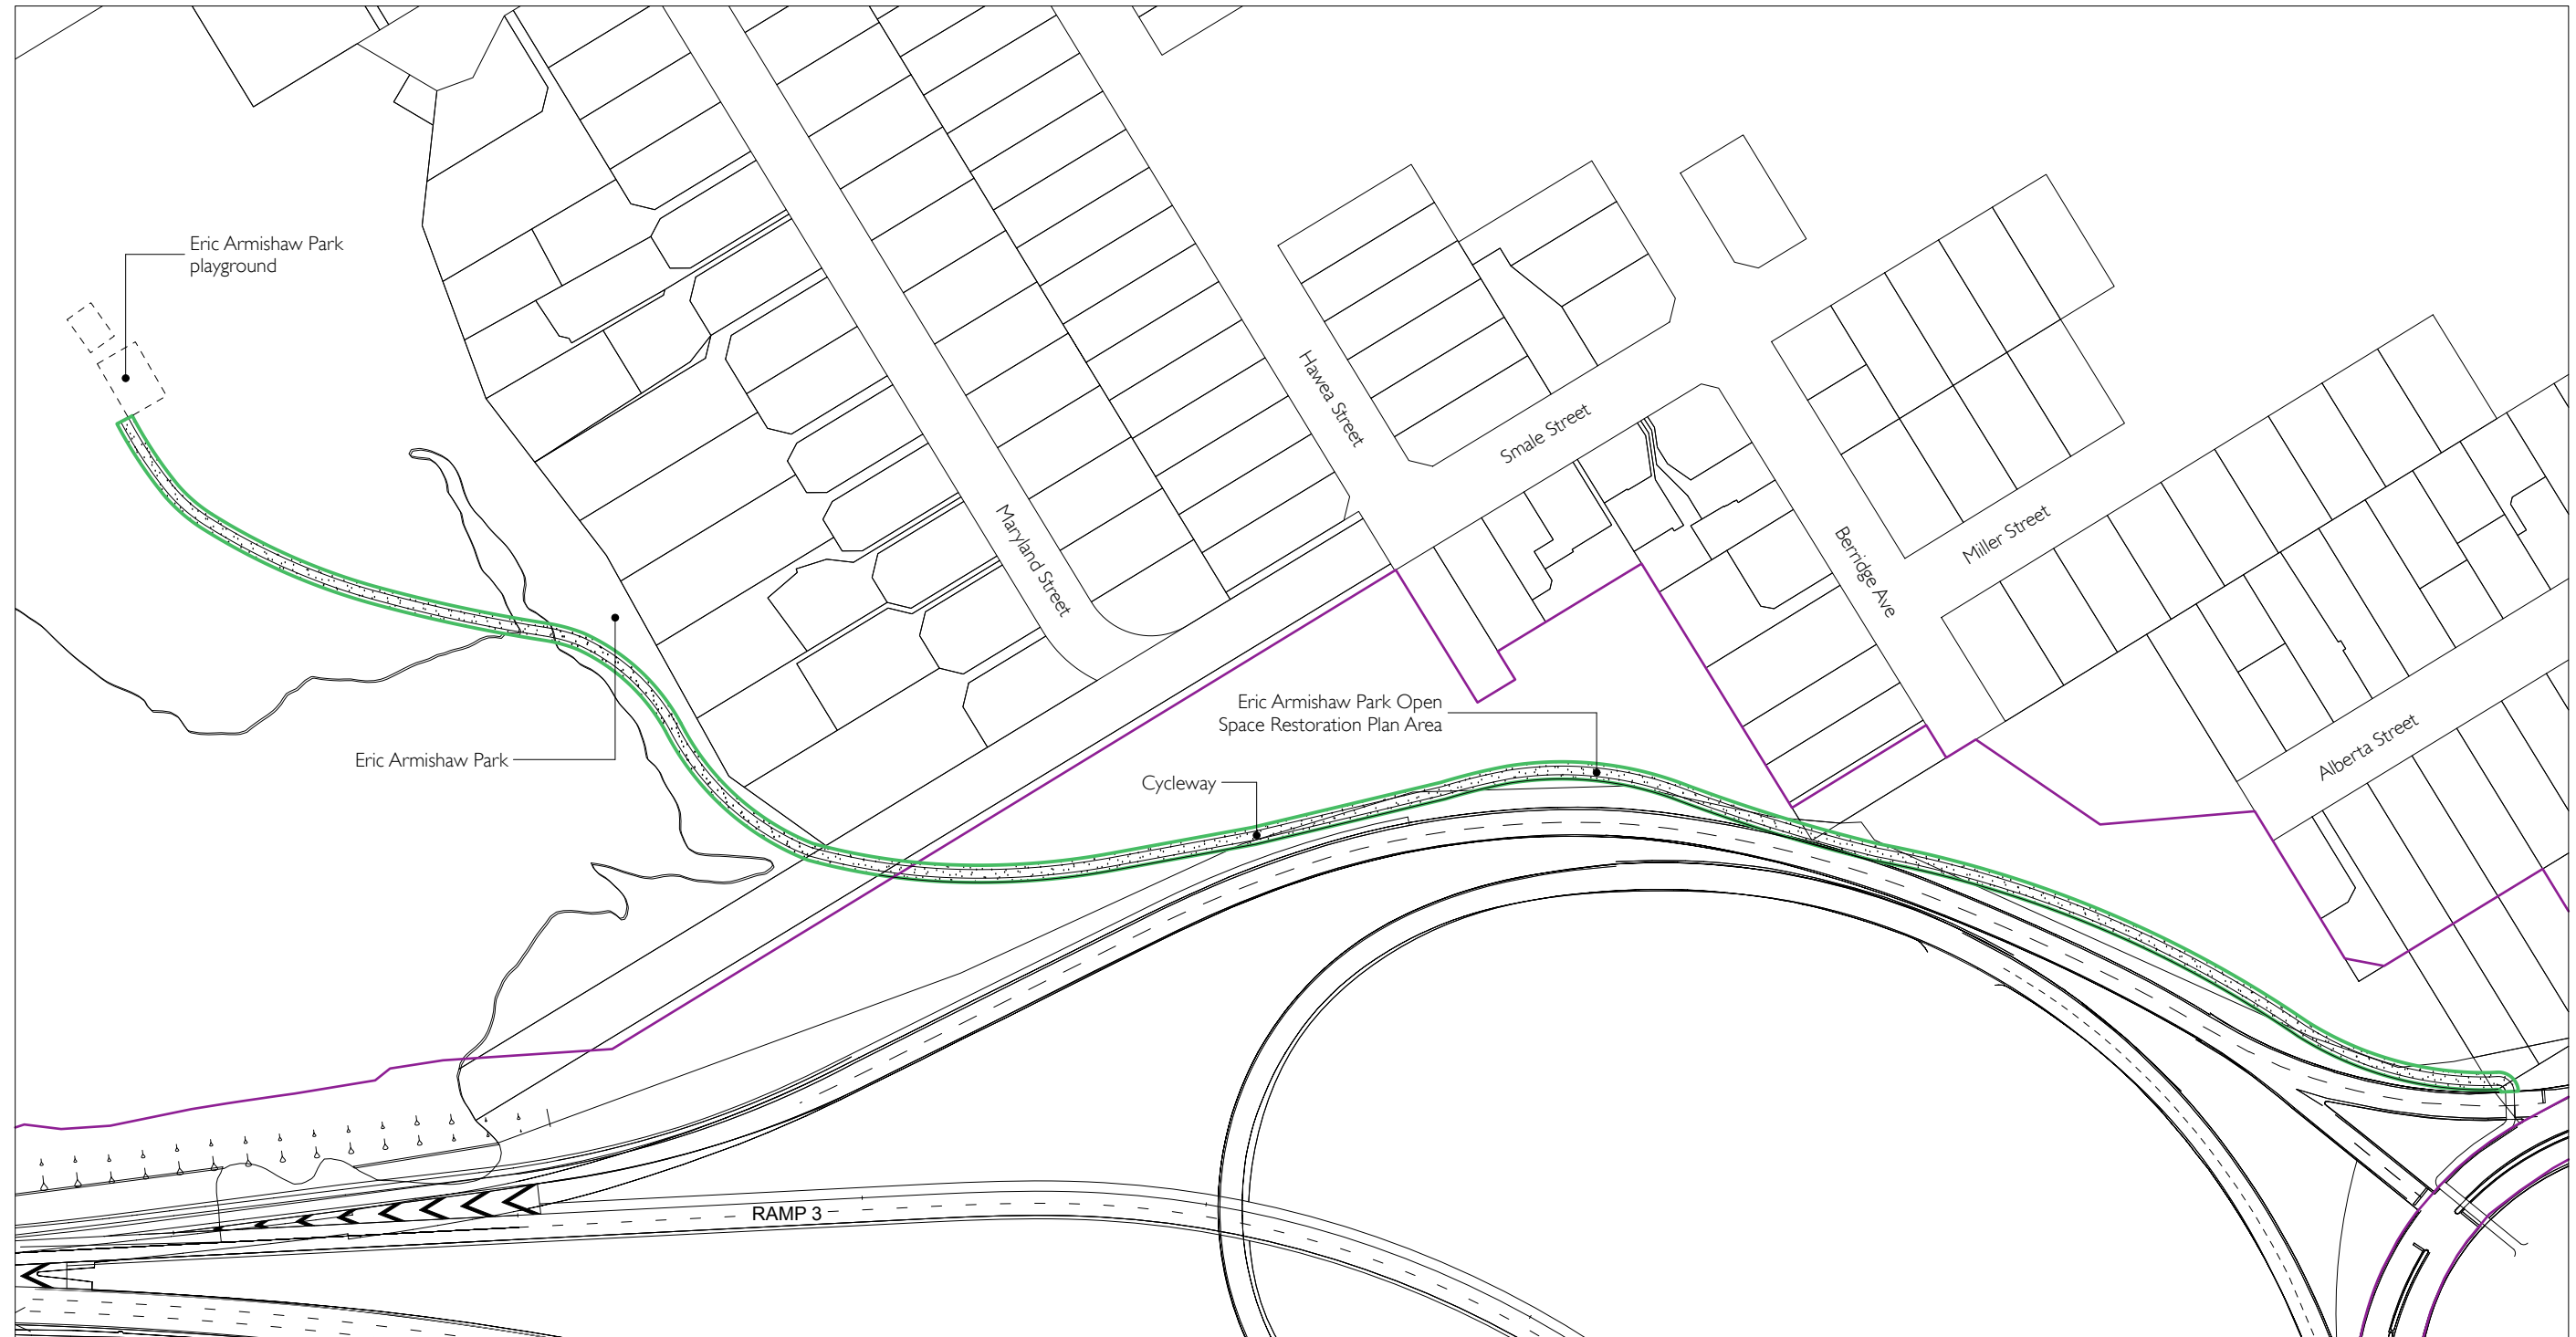 Eric Armishaw Park
playground
Hawea Street
Smale Street
Maryland Street
Berridge Ave
Miller Street
Eric Armishaw Park Open
Space Restoration Plan Area
Alberta Street
Eric Armishaw Park
Cycleway
RAMP 3